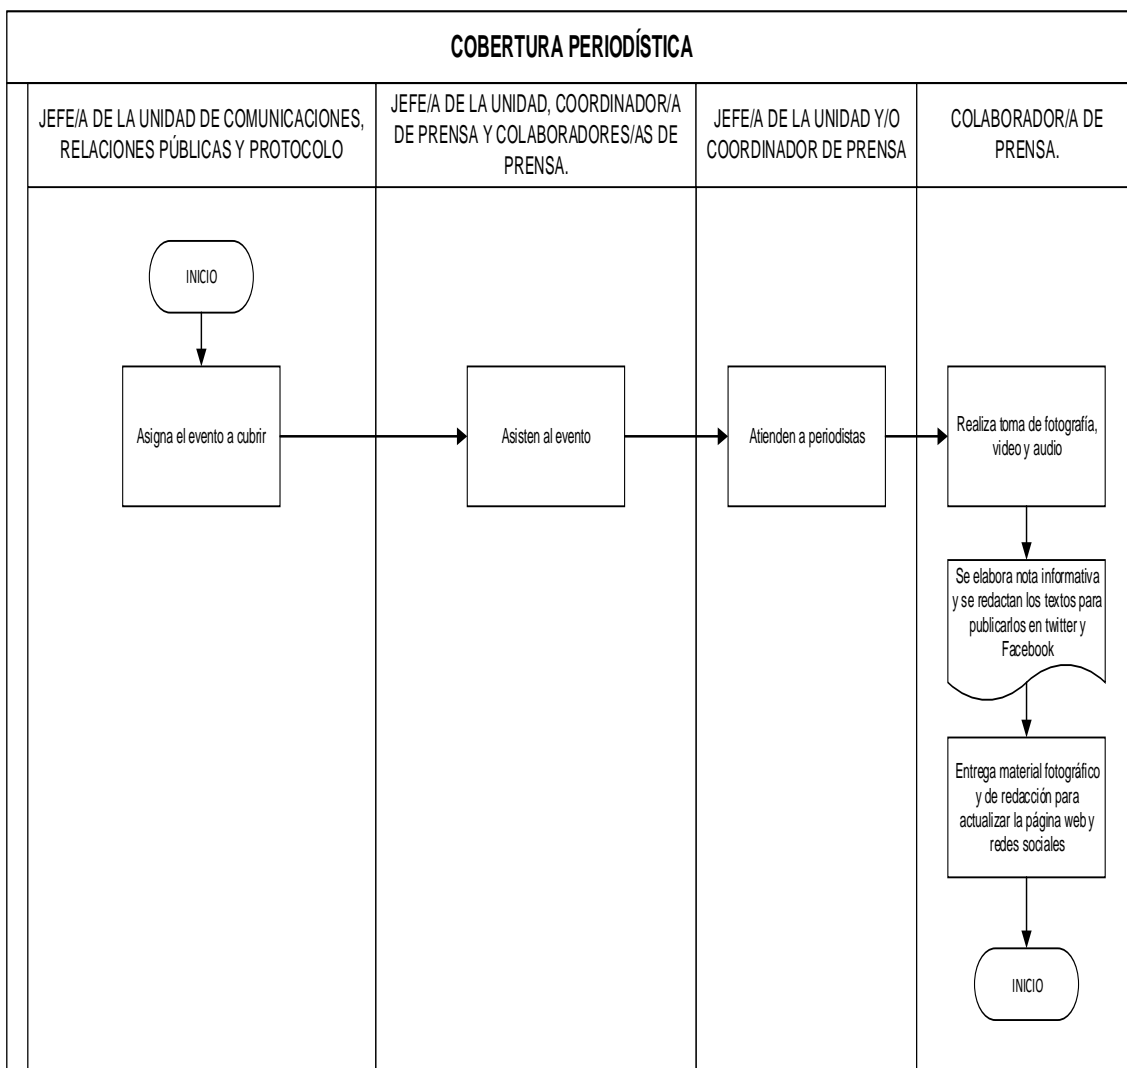 COBERTURA PERIODÍSTICA
JEFE/A DE LA UNIDAD DE COMUNICACIONES,
RELACIONES PÚBLICAS Y PROTOCOLO
JEFE/A DE LA UNIDAD, COORDINADOR/A
DE PRENSA Y COLABORADORES/AS DE
PRENSA.
JEFE/A DE LA UNIDAD Y/O
COORDINADOR DE PRENSA
COLABORADOR/A DE
PRENSA.
INICIO
Asigna el evento a cubrir
Asisten al evento
Atienden a periodistas
Realiza toma de fotografía,
video y audio
Se elabora nota informativa
y se redactan los textos para
publicarlos en twitter y
Facebook
Entrega material fotográfico
y de redacción para
actualizar la página web y
redes sociales
INICIO